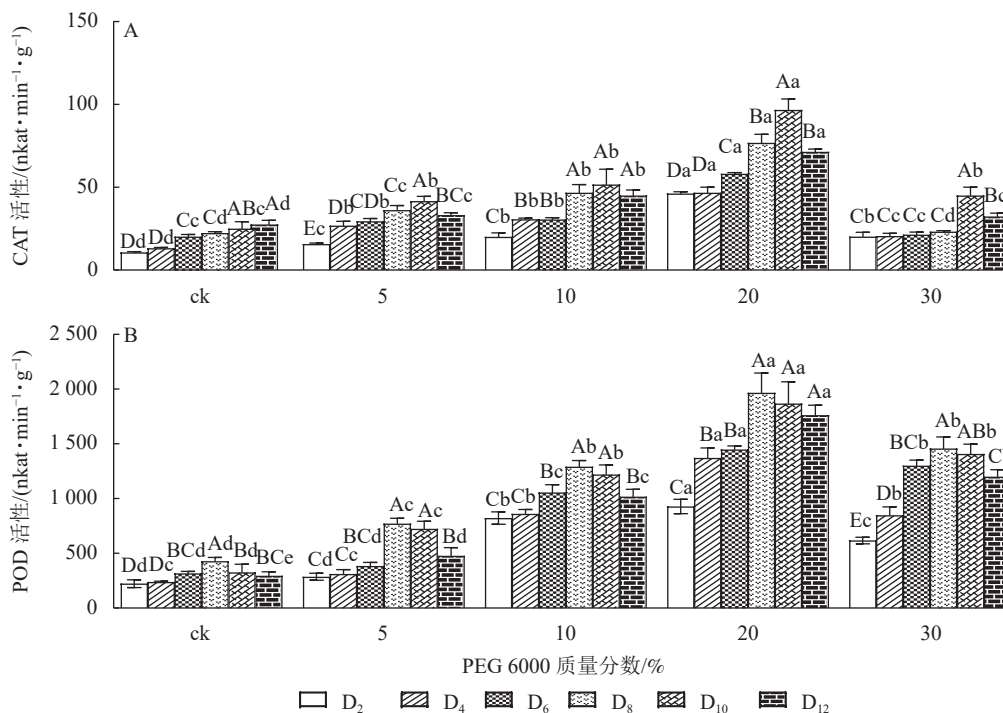 150
A
Aa
100
Ba
Ba
Ca
Ab
Ab
Ab
Da
Da
Ab
Ab
50
Cc
BCc
Bc
CDb
Bb
Bb
ABc
Ad
Db
Cc
Cd
Ec
Cb
Cb
Cc
Cc
Cd
Dd
Dd
0
ck
5
10
20
30
CAT 活性/(nkat·min⁻¹·g⁻¹)
2 500
B
Aa
Aa
Aa
2 000
Ba
Ba
Ab
ABb
BCb
1 500
Ab
Ab
Bc
Bc
Ca
Cb
Cb
Db
1 000
Ac
Ac
Ec
Bd
BCd
500
Ad
BCd
Bd
BCe
Cd
Cc
Dd
Dc
0
ck
5
10
20
30
POD 活性/(nkat·min⁻¹·g⁻¹)
PEG 6000 质量分数/%
D₂
D₄
D₆
D₈
D₁₀
D₁₂